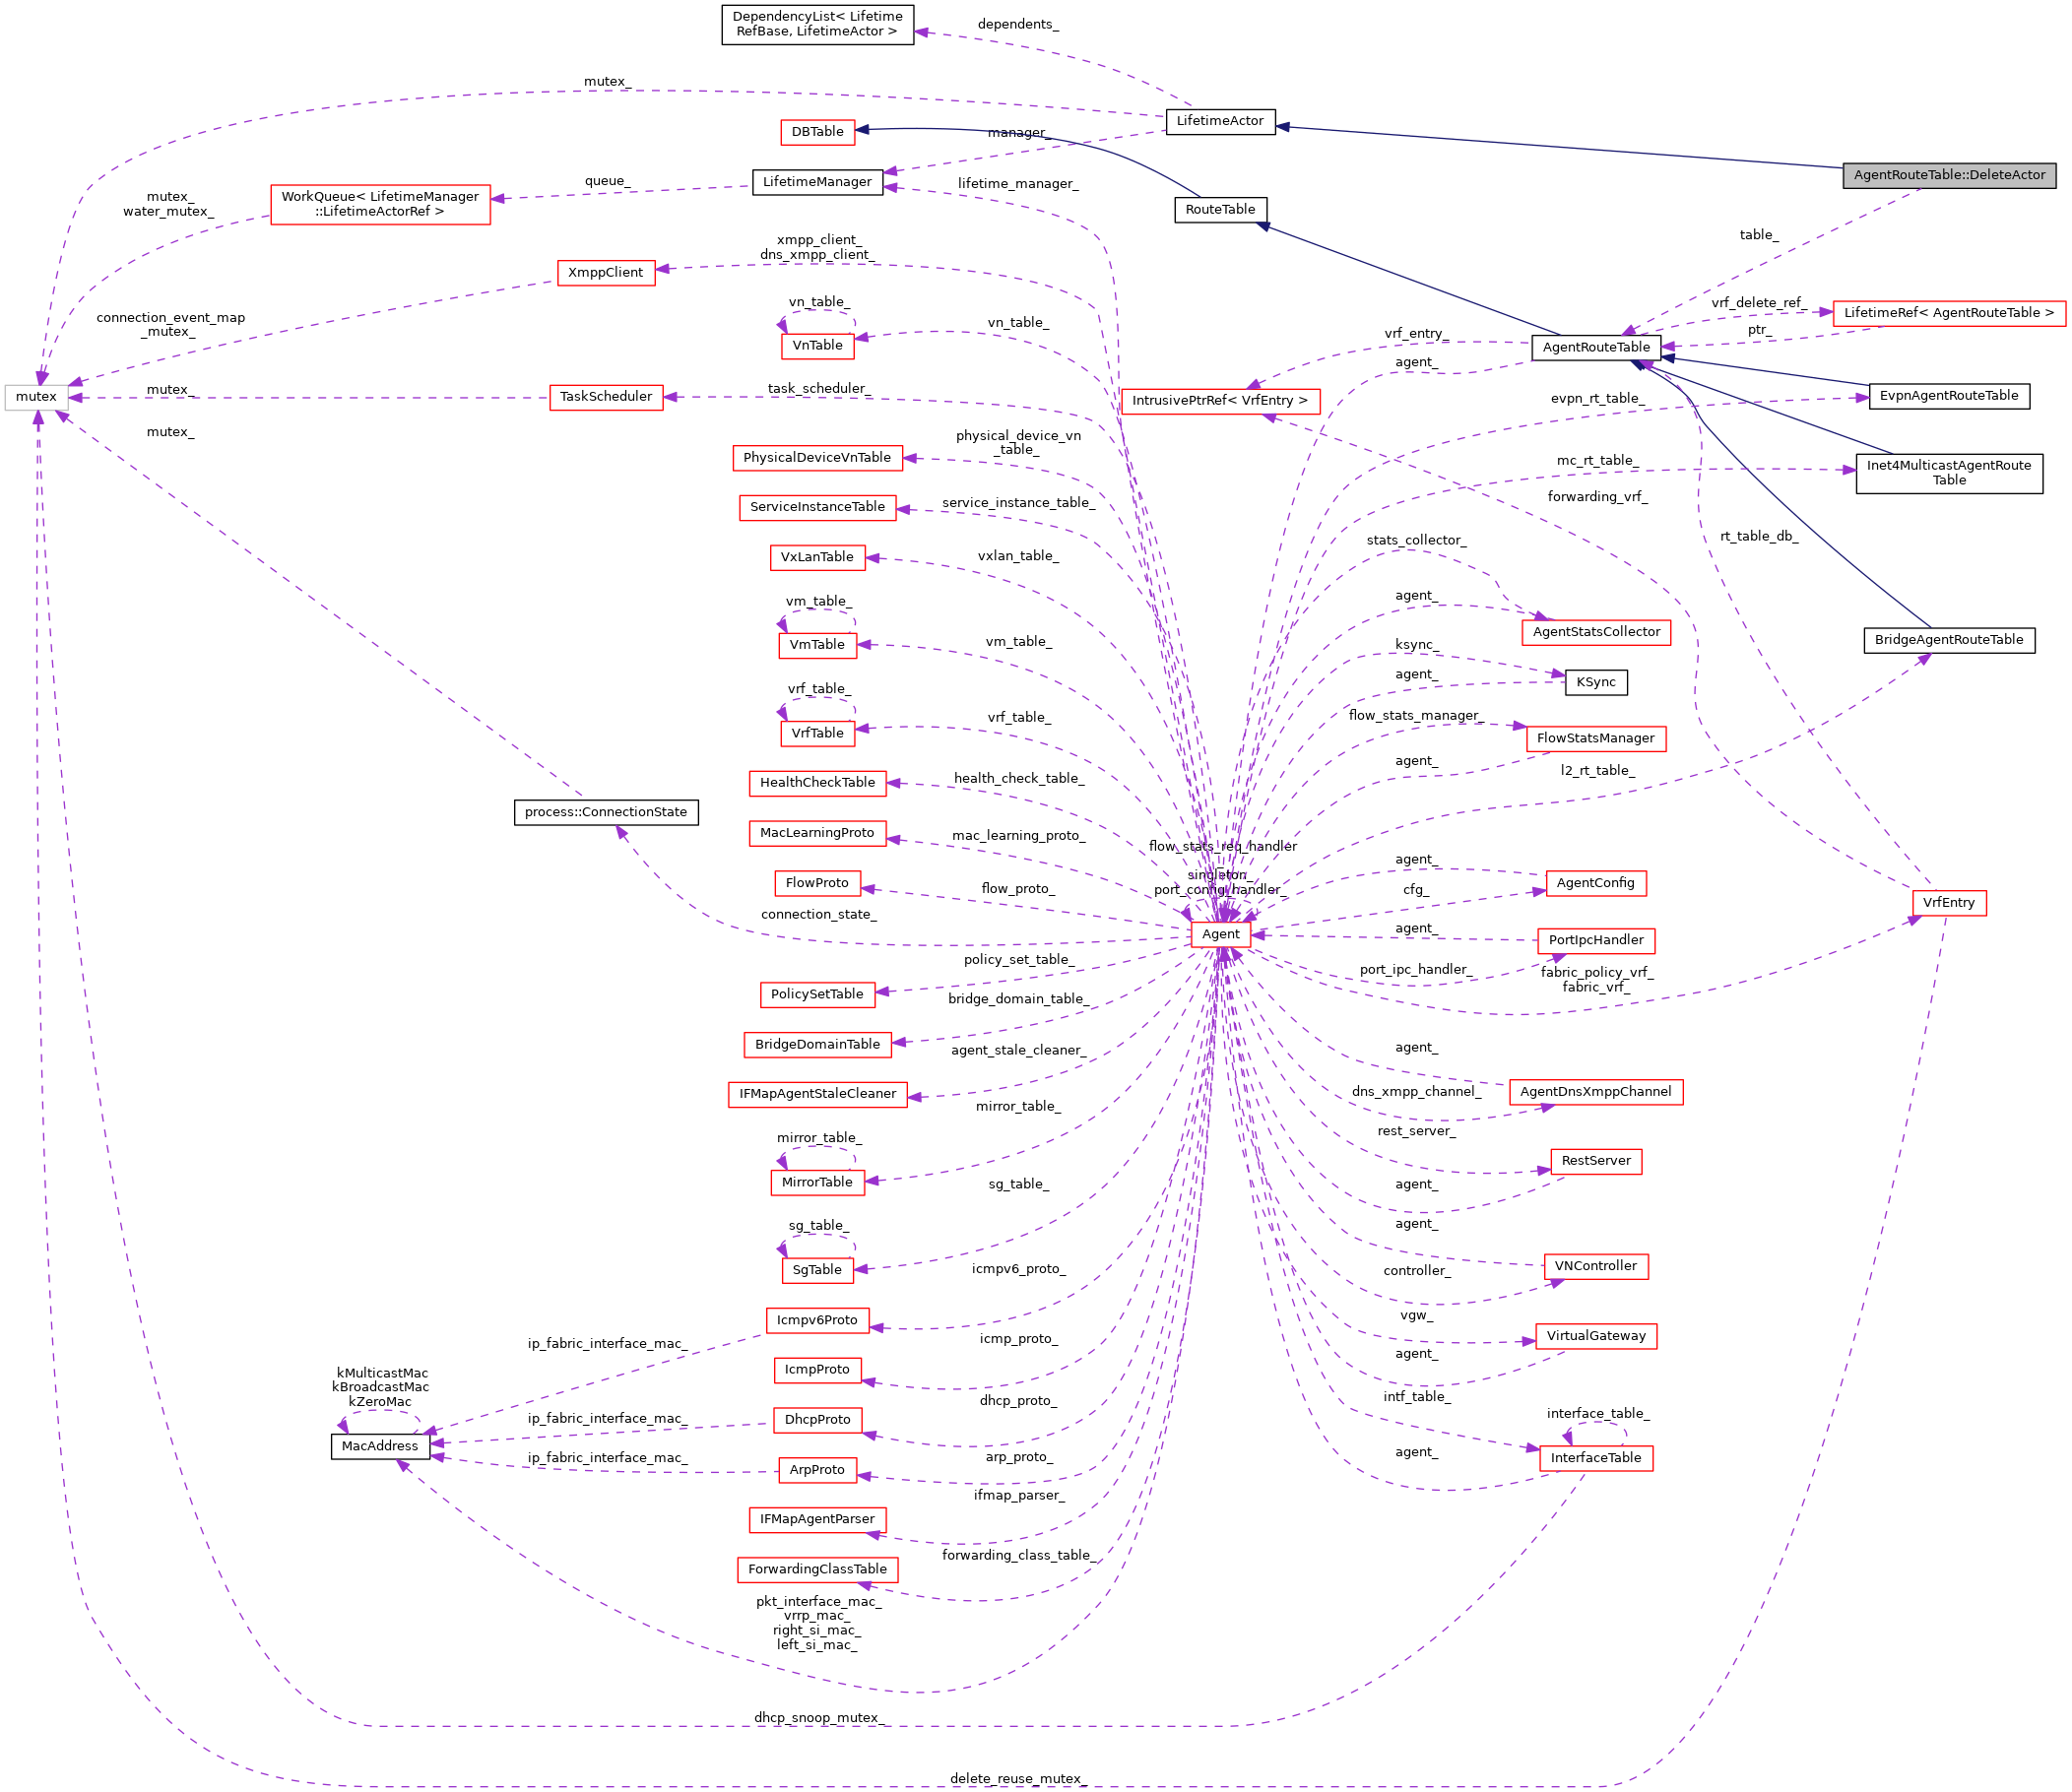 DependencyList< Lifetime
RefBase, LifetimeActor >
dependents_
mutex_
LifetimeActor
DBTable
manager_
AgentRouteTable::DeleteActor
LifetimeManager
queue_
lifetime_manager_
WorkQueue< LifetimeManager
::LifetimeActorRef >
mutex_
water_mutex_
RouteTable
table_
xmpp_client_
dns_xmpp_client_
XmppClient
connection_event_map
_mutex_
vn_table_
VnTable
vn_table_
vrf_entry_
agent_
AgentRouteTable
vrf_delete_ref_
LifetimeRef< AgentRouteTable >
ptr_
mutex
mutex_
TaskScheduler
task_scheduler_
IntrusivePtrRef< VrfEntry >
evpn_rt_table_
EvpnAgentRouteTable
mutex_
PhysicalDeviceVnTable
physical_device_vn
_table_
mc_rt_table_
Inet4MulticastAgentRoute
Table
ServiceInstanceTable
service_instance_table_
forwarding_vrf_
VxLanTable
vxlan_table_
stats_collector_
rt_table_db_
vm_table_
VmTable
vm_table_
agent_
AgentStatsCollector
BridgeAgentRouteTable
ksync_
agent_
KSync
vrf_table_
VrfTable
vrf_table_
flow_stats_manager_
FlowStatsManager
agent_
l2_rt_table_
HealthCheckTable
health_check_table_
process::ConnectionState
MacLearningProto
mac_learning_proto_
flow_stats_req_handler
_
singleton_
port_config_handler_
FlowProto
flow_proto_
connection_state_
agent_
cfg_
AgentConfig
VrfEntry
Agent
agent_
PortIpcHandler
port_ipc_handler_
fabric_policy_vrf_
fabric_vrf_
policy_set_table_
PolicySetTable
bridge_domain_table_
BridgeDomainTable
agent_stale_cleaner_
IFMapAgentStaleCleaner
agent_
dns_xmpp_channel_
AgentDnsXmppChannel
mirror_table_
mirror_table_
MirrorTable
rest_server_
RestServer
agent_
sg_table_
sg_table_
SgTable
agent_
VNController
controller_
icmpv6_proto_
Icmpv6Proto
ip_fabric_interface_mac_
vgw_
VirtualGateway
agent_
icmp_proto_
IcmpProto
kMulticastMac
kBroadcastMac
kZeroMac
MacAddress
ip_fabric_interface_mac_
DhcpProto
dhcp_proto_
intf_table_
interface_table_
InterfaceTable
agent_
ip_fabric_interface_mac_
ArpProto
arp_proto_
IFMapAgentParser
ifmap_parser_
ForwardingClassTable
forwarding_class_table_
pkt_interface_mac_
vrrp_mac_
right_si_mac_
left_si_mac_
dhcp_snoop_mutex_
delete_reuse_mutex_